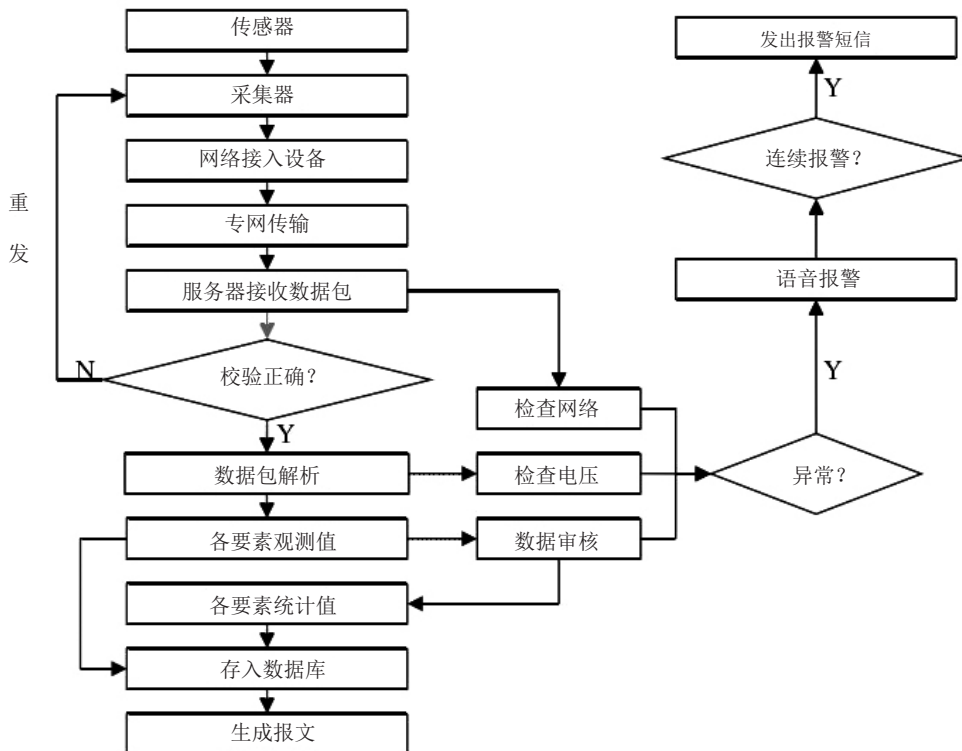 传感器
采集器
网络接入设备
专网传输
服务器接收数据包
校验正确?
N
Y
重
发
数据包解析
各要素观测值
各要素统计值
存入数据库
生成报文
检查网络
检查电压
数据审核
异常?
Y
语音报警
连续报警?
Y
发出报警短信